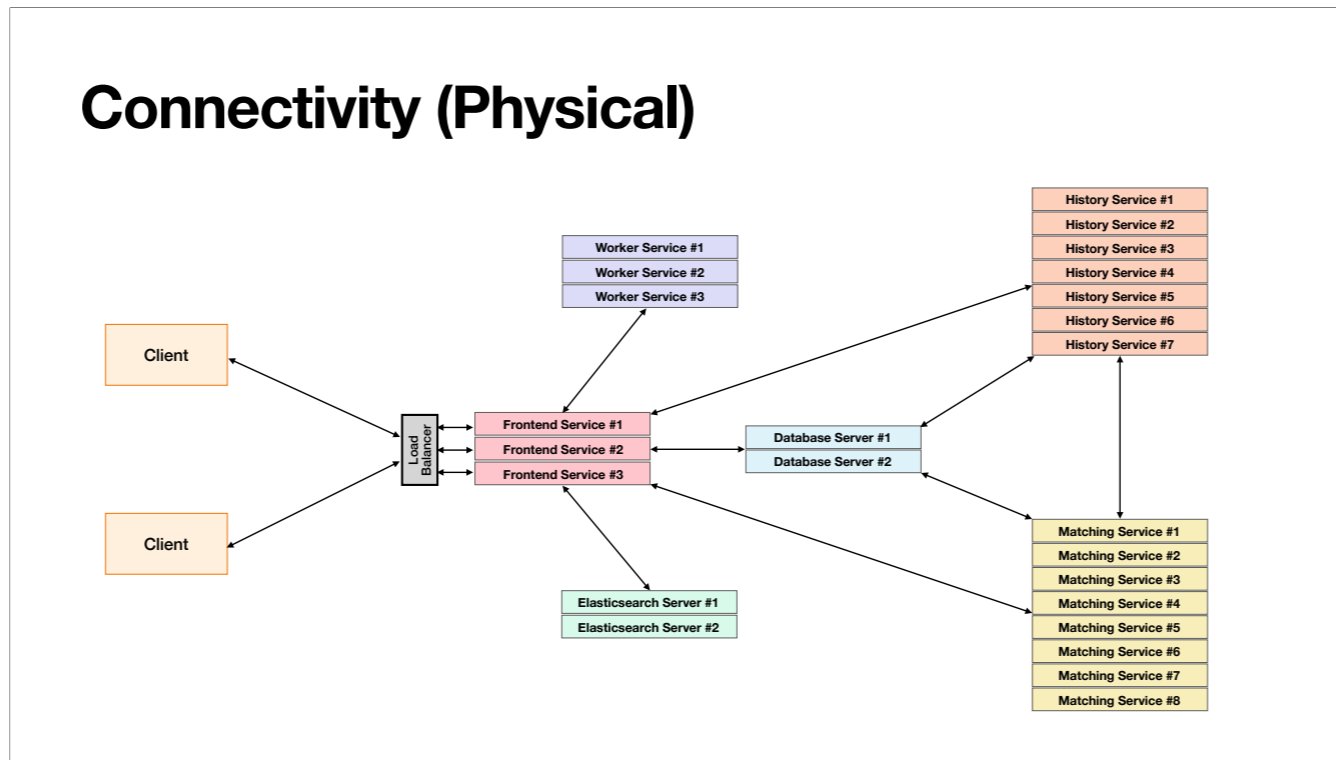 Connectivity (Physical)
Client
Client
Load
Balancer
Worker Service #1
Worker Service #2
Worker Service #3
Frontend Service #1
Frontend Service #2
Frontend Service #3
Elasticsearch Server #1
Elasticsearch Server #2
Database Server #1
Database Server #2
History Service #1
History Service #2
History Service #3
History Service #4
History Service #5
History Service #6
History Service #7
Matching Service #1
Matching Service #2
Matching Service #3
Matching Service #4
Matching Service #5
Matching Service #6
Matching Service #7
Matching Service #8